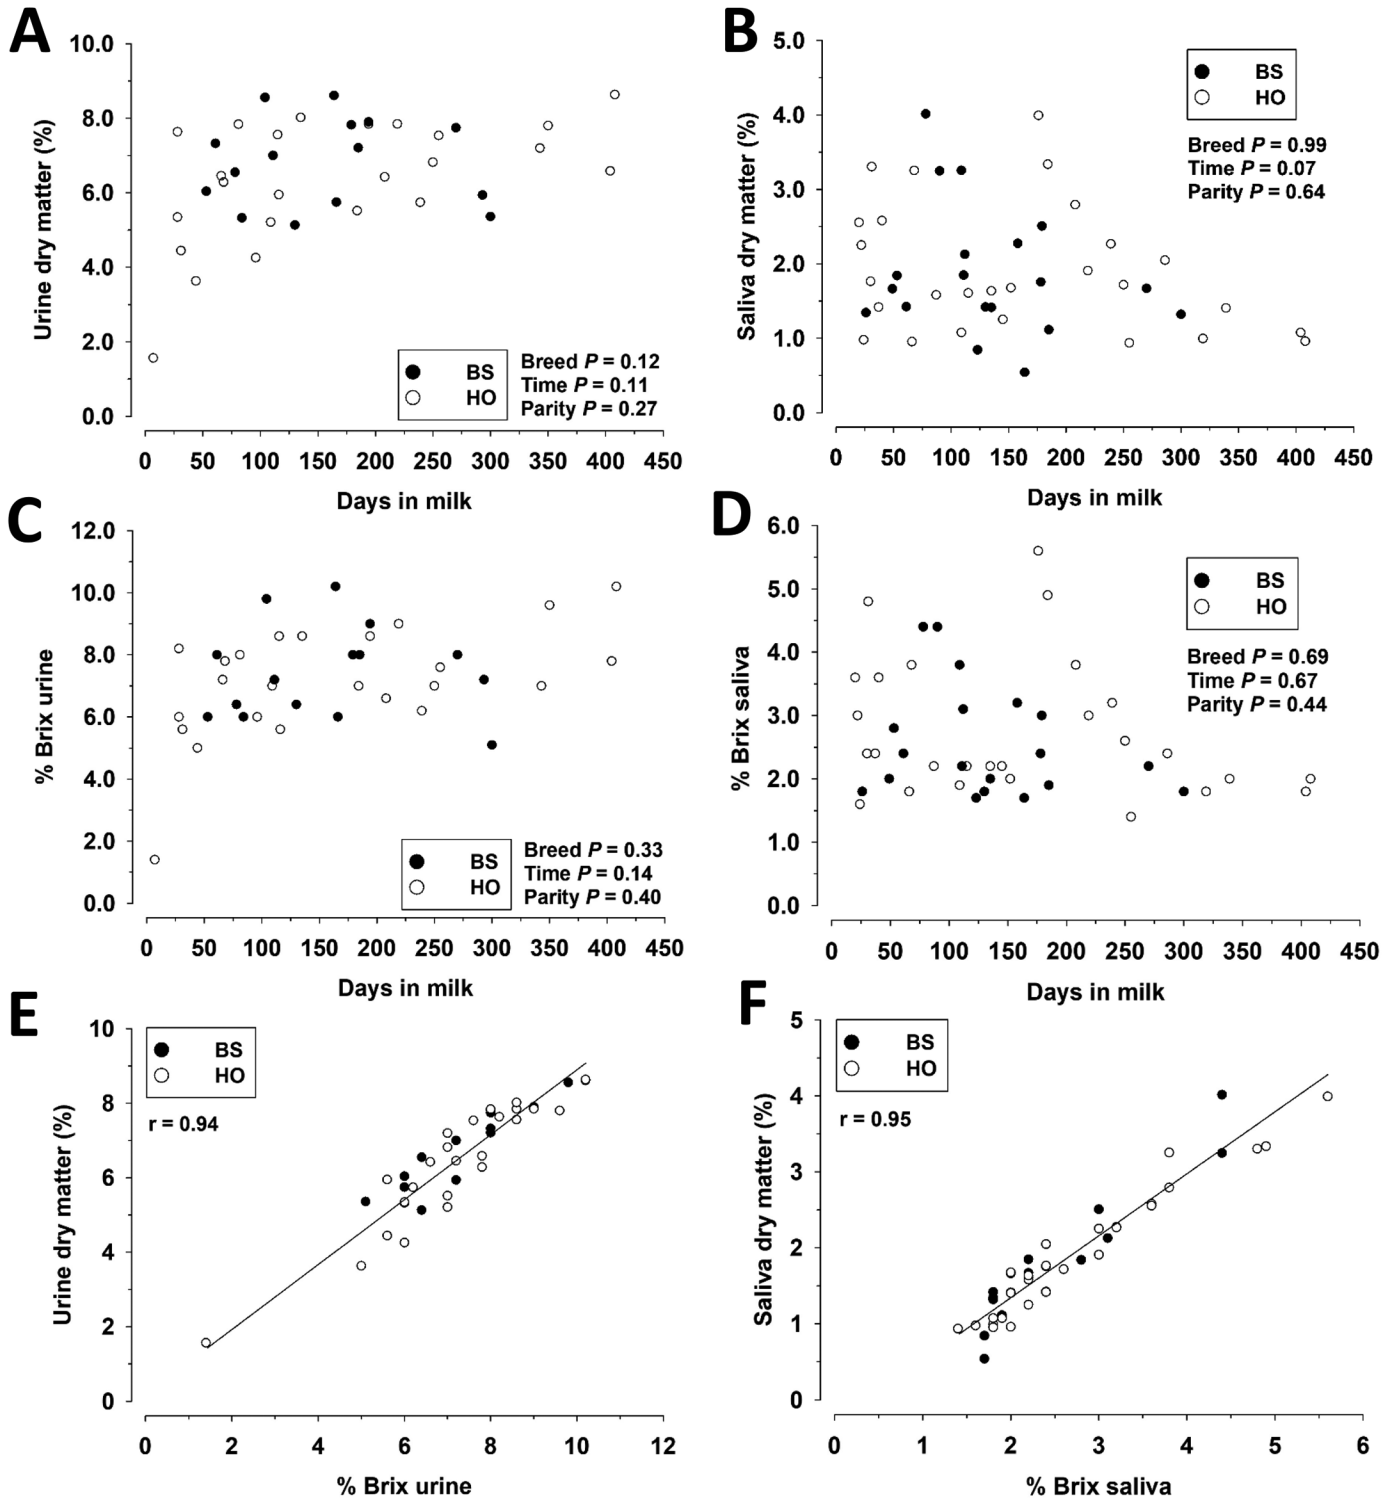 A
Urine dry matter (%)
10.0
8.0
6.0
4.0
2.0
0.0
BS
HO
Breed P = 0.12
Time P = 0.11
Parity P = 0.27
0 50 100 150 200 250 300 350 400 450
Days in milk
B
Saliva dry matter (%)
5.0
4.0
3.0
2.0
1.0
0.0
BS
HO
Breed P = 0.99
Time P = 0.07
Parity P = 0.64
0 50 100 150 200 250 300 350 400 450
Days in milk
C
% Brix urine
12.0
10.0
8.0
6.0
4.0
2.0
0.0
BS
HO
Breed P = 0.33
Time P = 0.14
Parity P = 0.40
0 50 100 150 200 250 300 350 400 450
Days in milk
D
% Brix saliva
6.0
5.0
4.0
3.0
2.0
1.0
0.0
BS
HO
Breed P = 0.69
Time P = 0.67
Parity P = 0.44
0 50 100 150 200 250 300 350 400 450
Days in milk
E
Urine dry matter (%)
10
8
6
4
2
0
BS
HO
r = 0.94
0 2 4 6 8 10 12
% Brix urine
F
Saliva dry matter (%)
5
4
3
2
1
0
BS
HO
r = 0.95
0 1 2 3 4 5 6
% Brix saliva